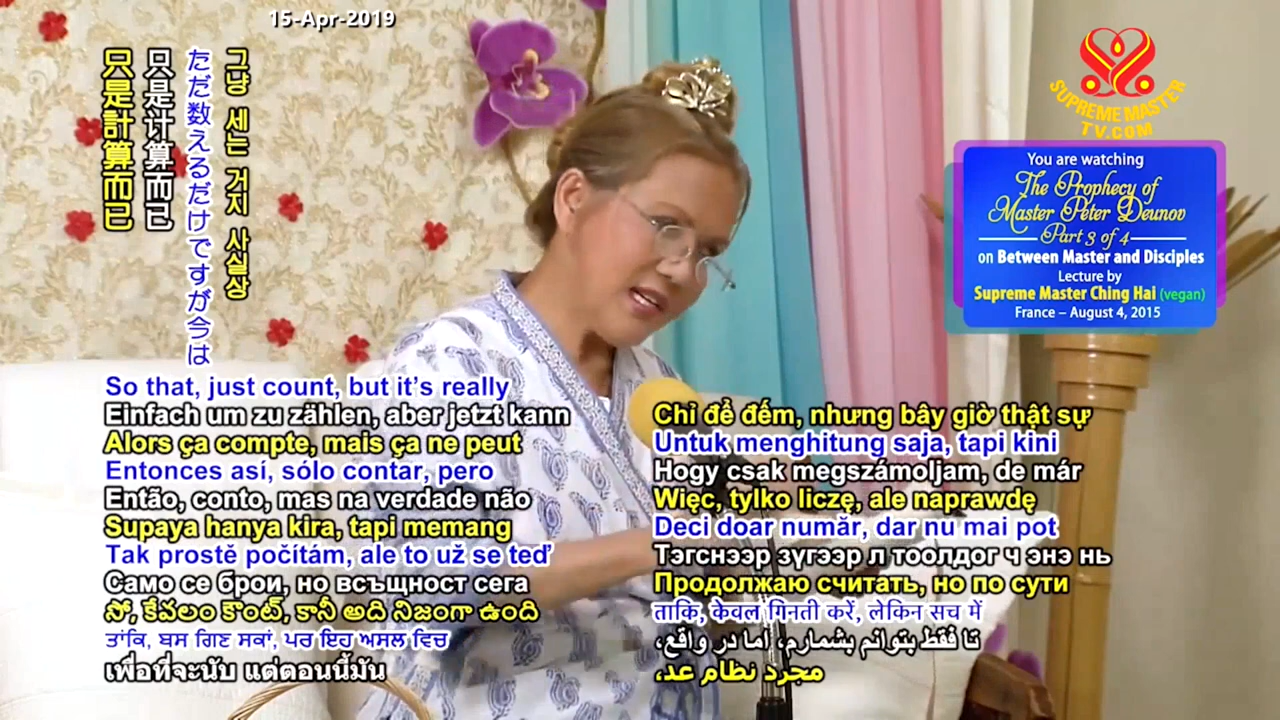 15-Apr-2019
只是計算而已
只是计算而已
ただ数えるだけですが今は
그냥 세는 거지 사실상
SUPREME MASTER
TV.COM
You are watching
The Prophecy of
Master Peter Deunov
Part 3 of 4
on Between Master and Disciples
Lecture by
Supreme Master Ching Hai (vegan)
France – August 4, 2015
So that, just count, but it's really
Einfach um zu zählen, aber jetzt kann
Alors ça compte, mais ça ne peut
Entonces así, sólo contar, pero
Então, conto, mas na verdade não
Supaya hanya kira, tapi memang
Tak prostě počítám, ale to už se teď
Само се брои, но всъщност сега
సో, కేవలం కౌంట్, కానీ అది నిజంగా ఉంది
ਤਾਂਕਿ, ਬਸ ਗਿਣ ਸਕਾਂ, ਪਰ ਇਹ ਅਸਲ ਵਿਚ
เพื่อที่จะนับ แต่ตอนนี้มัน
Chỉ để đếm, nhưng bây giờ thật sự
Untuk menghitung saja, tapi kini
Hogy csak megszámoljam, de már
Więc, tylko liczę, ale naprawdę
Deci doar număr, dar nu mai pot
Тэгснээр зүгээр л тоолдог ч энэ нь
Продолжаю считать, но по сути
ताकि, केवल गिनती करें, लेकिन सच में
تا فقط بتوانم بشمارم، اما در واقع،
مجرد نظام عد،